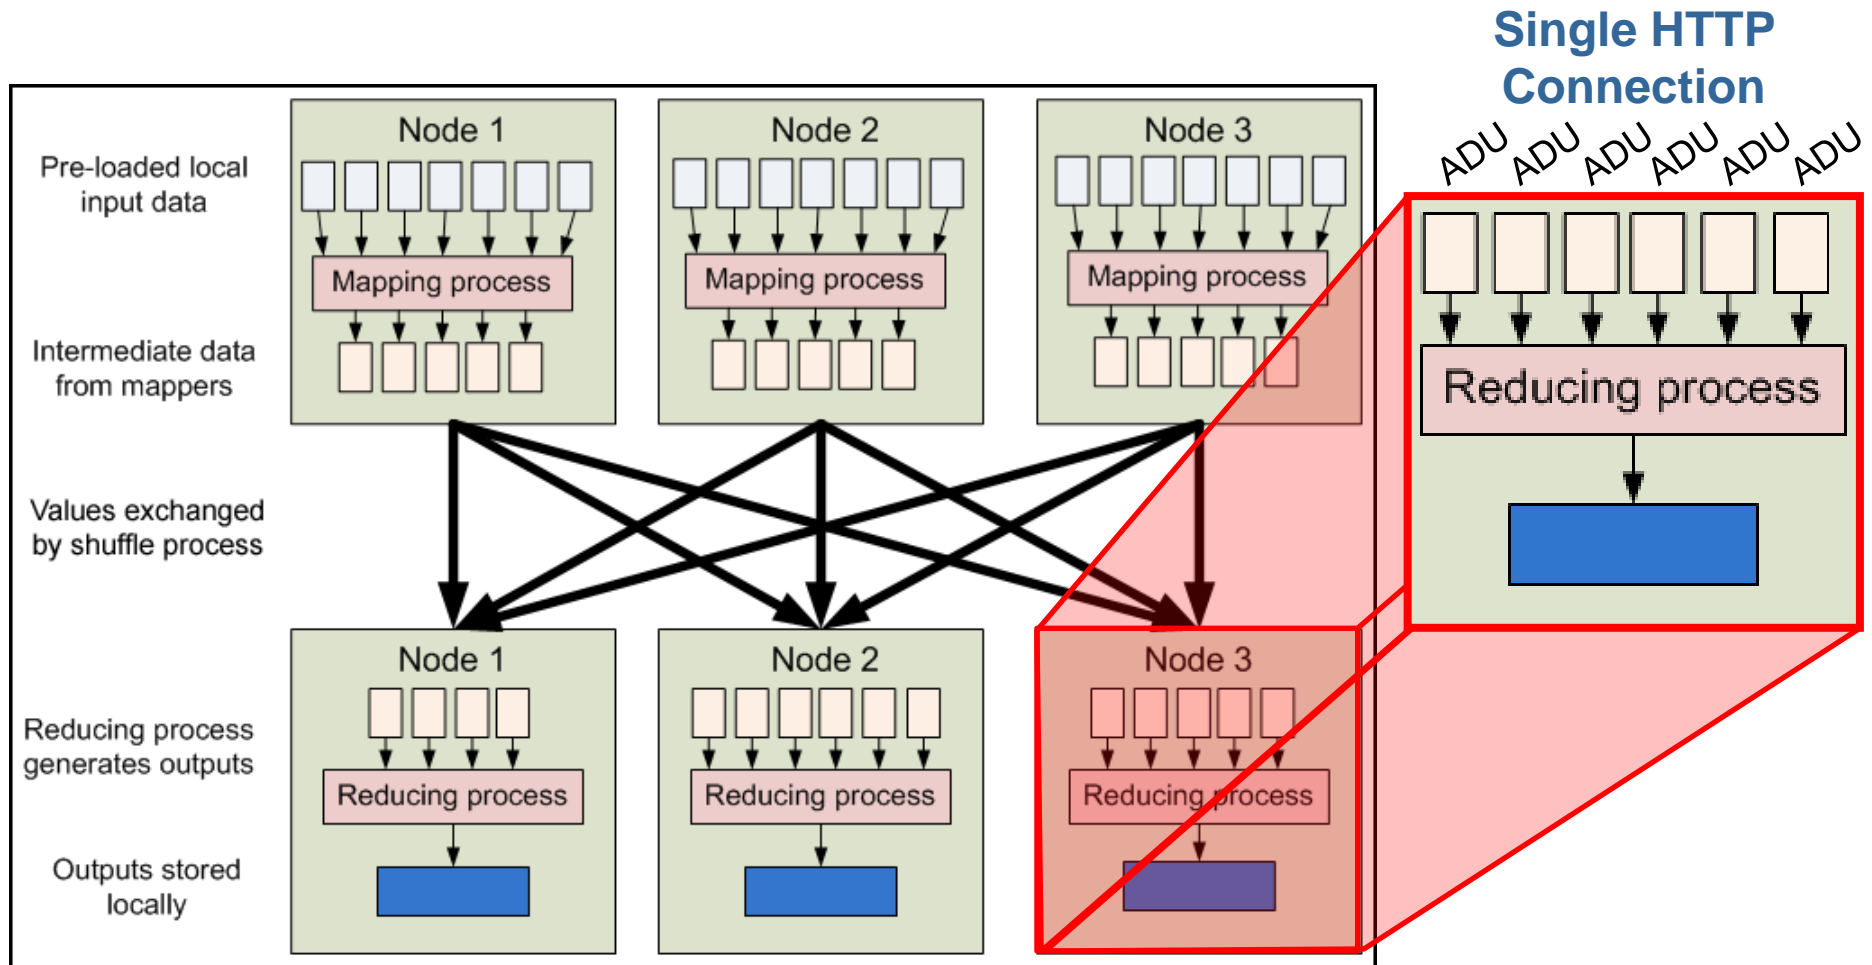 Single HTTP
Connection
ADU ADU ADU ADU ADU ADU
Node 1
Node 2
Node 3
Pre-loaded local
input data
Mapping process
Mapping process
Mapping process
Intermediate data
from mappers
Reducing process
Values exchanged
by shuffle process
Node 1
Node 2
Node 3
Reducing process
generates outputs
Reducing process
Reducing process
Reducing process
Outputs stored
locally